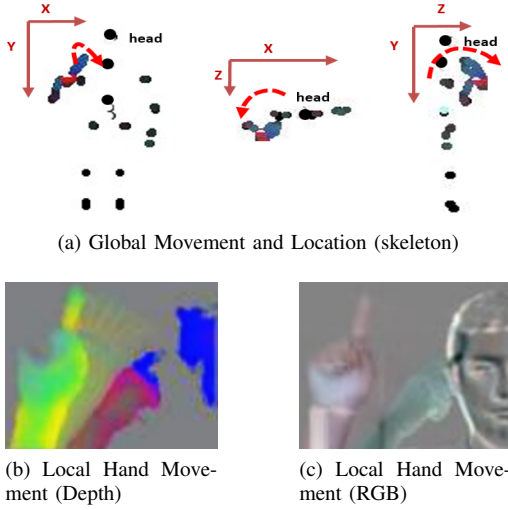 X
Y
head
X
Z
head
Z
Y
head
(a) Global Movement and Location (skeleton)
(b) Local Hand Move-
ment (Depth)
(c) Local Hand Move-
ment (RGB)